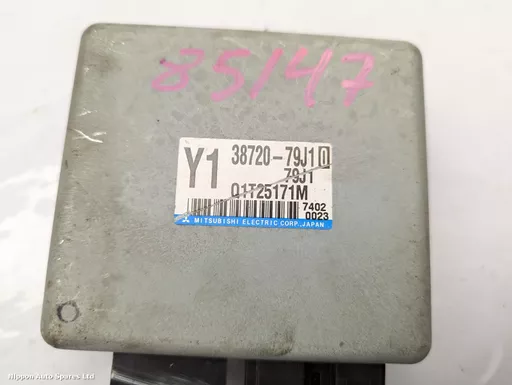 85147
Y1 38720-79J10
79J1
Q1T25171M
7402
0023
MITSUBISHI ELECTRIC CORP. JAPAN
Nippon Auto Spares Ltd